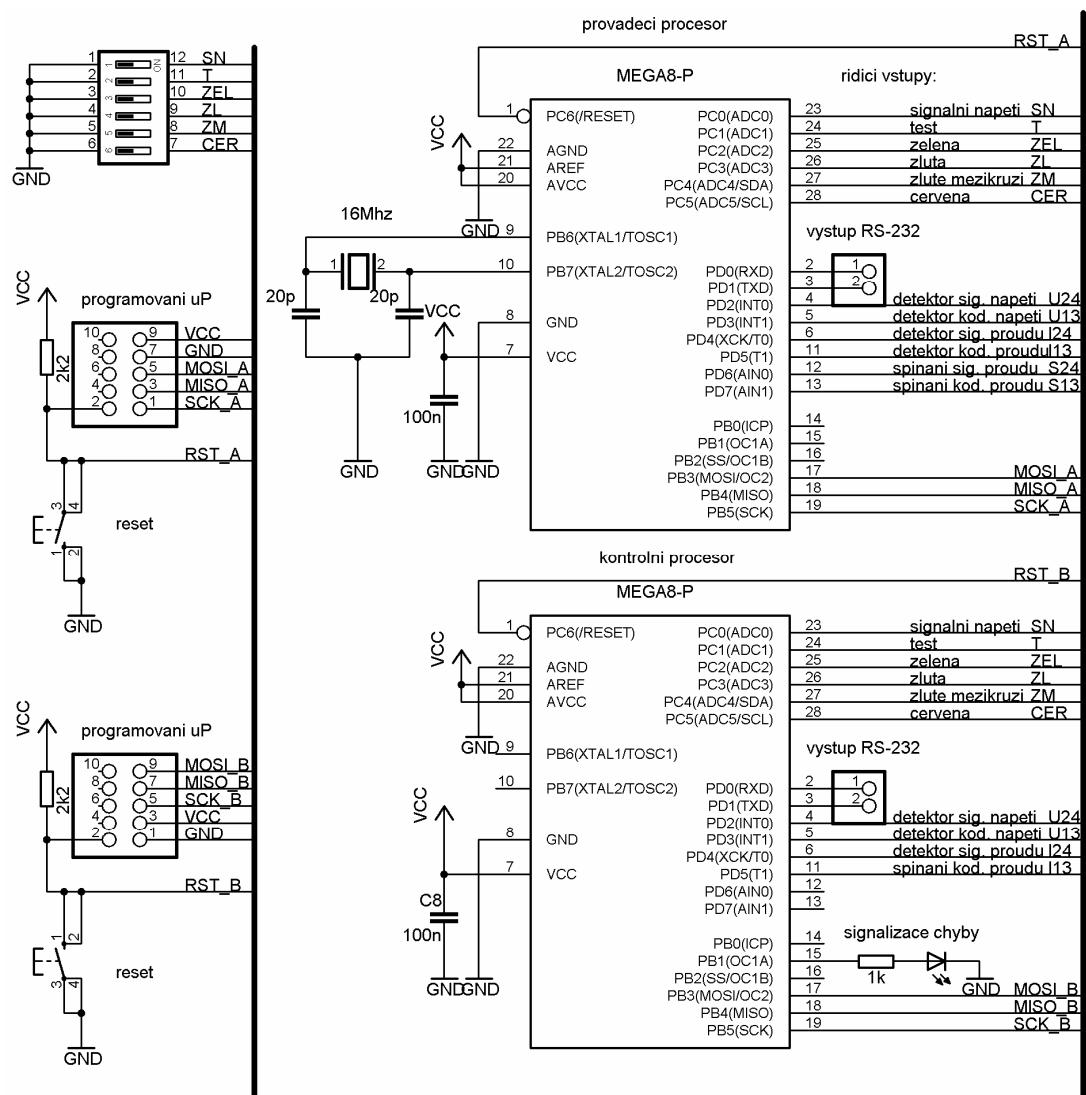 provadeci procesor
RST_A
MEGA8-P
ridici vstupy:
1 12 SN
2 11 T
3 10 ZEL
4 9 ZL
5 8 ZM
6 7 CER
ON
1
2
3
4
5
6
GND
1 PC6(/RESET) PC0(ADC0) 23 signalni napeti SN
PC1(ADC1) 24 test T
22 AGND PC2(ADC2) 25 zelena ZEL
21 AREF PC3(ADC3) 26 zluta ZL
20 AVCC PC4(ADC4/SDA) 27 zlute mezikruzi ZM
PC5(ADC5/SCL) 28 cervena CER
VCC
GND
16Mhz
1 2
20p
20p
9 PB6(XTAL1/TOSC1)
vystup RS-232
10 PB7(XTAL2/TOSC2) PD0(RXD) 2 1
PD1(TXD) 3 2
PD2(INT0) 4 detektor sig. napeti U24
8 GND PD3(INT1) 5 detektor kod. napeti U13
PD4(XCK/T0) 6 detektor sig. proudu I24
7 VCC PD5(T1) 11 detektor kod. prouduI13
PD6(AIN0) 12 spinani sig. proudu S24
PD7(AIN1) 13 spinani kod. proudu S13
VCC
100n
GND
GND
GND
PB0(ICP) 14
PB1(OC1A) 15
PB2(SS/OC1B) 16
PB3(MOSI/OC2) 17 MOSI_A
PB4(MISO) 18 MISO_A
PB5(SCK) 19 SCK_A
VCC
programovani uP
2k2
10 9 VCC
8 7 GND
6 5 MOSI_A
4 3 MISO_A
2 1 SCK_A
RST_A
3 4
reset
1 2
GND
kontrolni procesor
RST_B
MEGA8-P
1 PC6(/RESET) PC0(ADC0) 23 signalni napeti SN
PC1(ADC1) 24 test T
22 AGND PC2(ADC2) 25 zelena ZEL
21 AREF PC3(ADC3) 26 zluta ZL
20 AVCC PC4(ADC4/SDA) 27 zlute mezikruzi ZM
PC5(ADC5/SCL) 28 cervena CER
VCC
GND
9 PB6(XTAL1/TOSC1)
vystup RS-232
10 PB7(XTAL2/TOSC2) PD0(RXD) 2 1
PD1(TXD) 3 2
PD2(INT0) 4 detektor sig. napeti U24
8 GND PD3(INT1) 5 detektor kod. napeti U13
PD4(XCK/T0) 6 detektor sig. proudu I24
7 VCC PD5(T1) 11 spinani kod. proudu I13
PD6(AIN0) 12
PD7(AIN1) 13
VCC
C8
100n
GND
GND
PB0(ICP) 14
signalizace chyby
PB1(OC1A) 15
1k
GND
PB2(SS/OC1B) 16
PB3(MOSI/OC2) 17 MOSI_B
PB4(MISO) 18 MISO_B
PB5(SCK) 19 SCK_B
VCC
programovani uP
2k2
10 9 MOSI_B
8 7 MISO_B
6 5 SCK_B
4 3 VCC
2 1 GND
RST_B
1 2
reset
3 4
GND